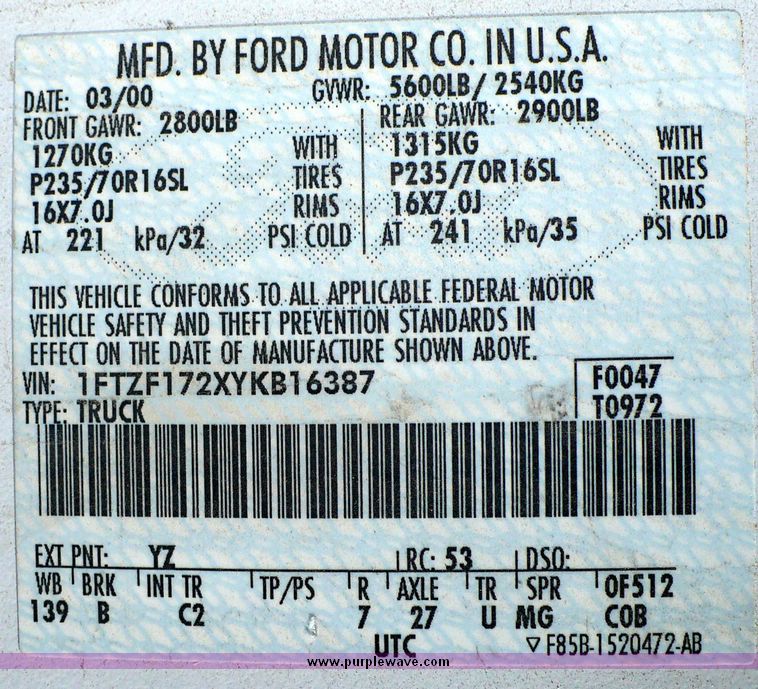 MFD. BY FORD MOTOR CO. IN U.S.A.
DATE: 03/00 GVWR: 5600LB/ 2540KG
FRONT GAWR: 2800LB REAR GAWR: 2900LB
1270KG WITH 1315KG WITH
P235/70R16SL TIRES P235/70R16SL TIRES
16X7.0J RIMS 16X7.0J RIMS
AT 221 kPa/32 PSI COLD AT 241 kPa/35 PSI COLD
THIS VEHICLE CONFORMS TO ALL APPLICABLE FEDERAL MOTOR
VEHICLE SAFETY AND THEFT PREVENTION STANDARDS IN
EFFECT ON THE DATE OF MANUFACTURE SHOWN ABOVE.
VIN: 1FTZF172XYKB16387 F0047
TYPE: TRUCK T0972
EXT PNT: YZ RC: 53 DSO:
WB BRK INT TR TP/PS R AXLE TR SPR 0F512
139 B C2 7 27 U MG COB
UTC ▽ F85B-1520472-AB
www.purplewave.com